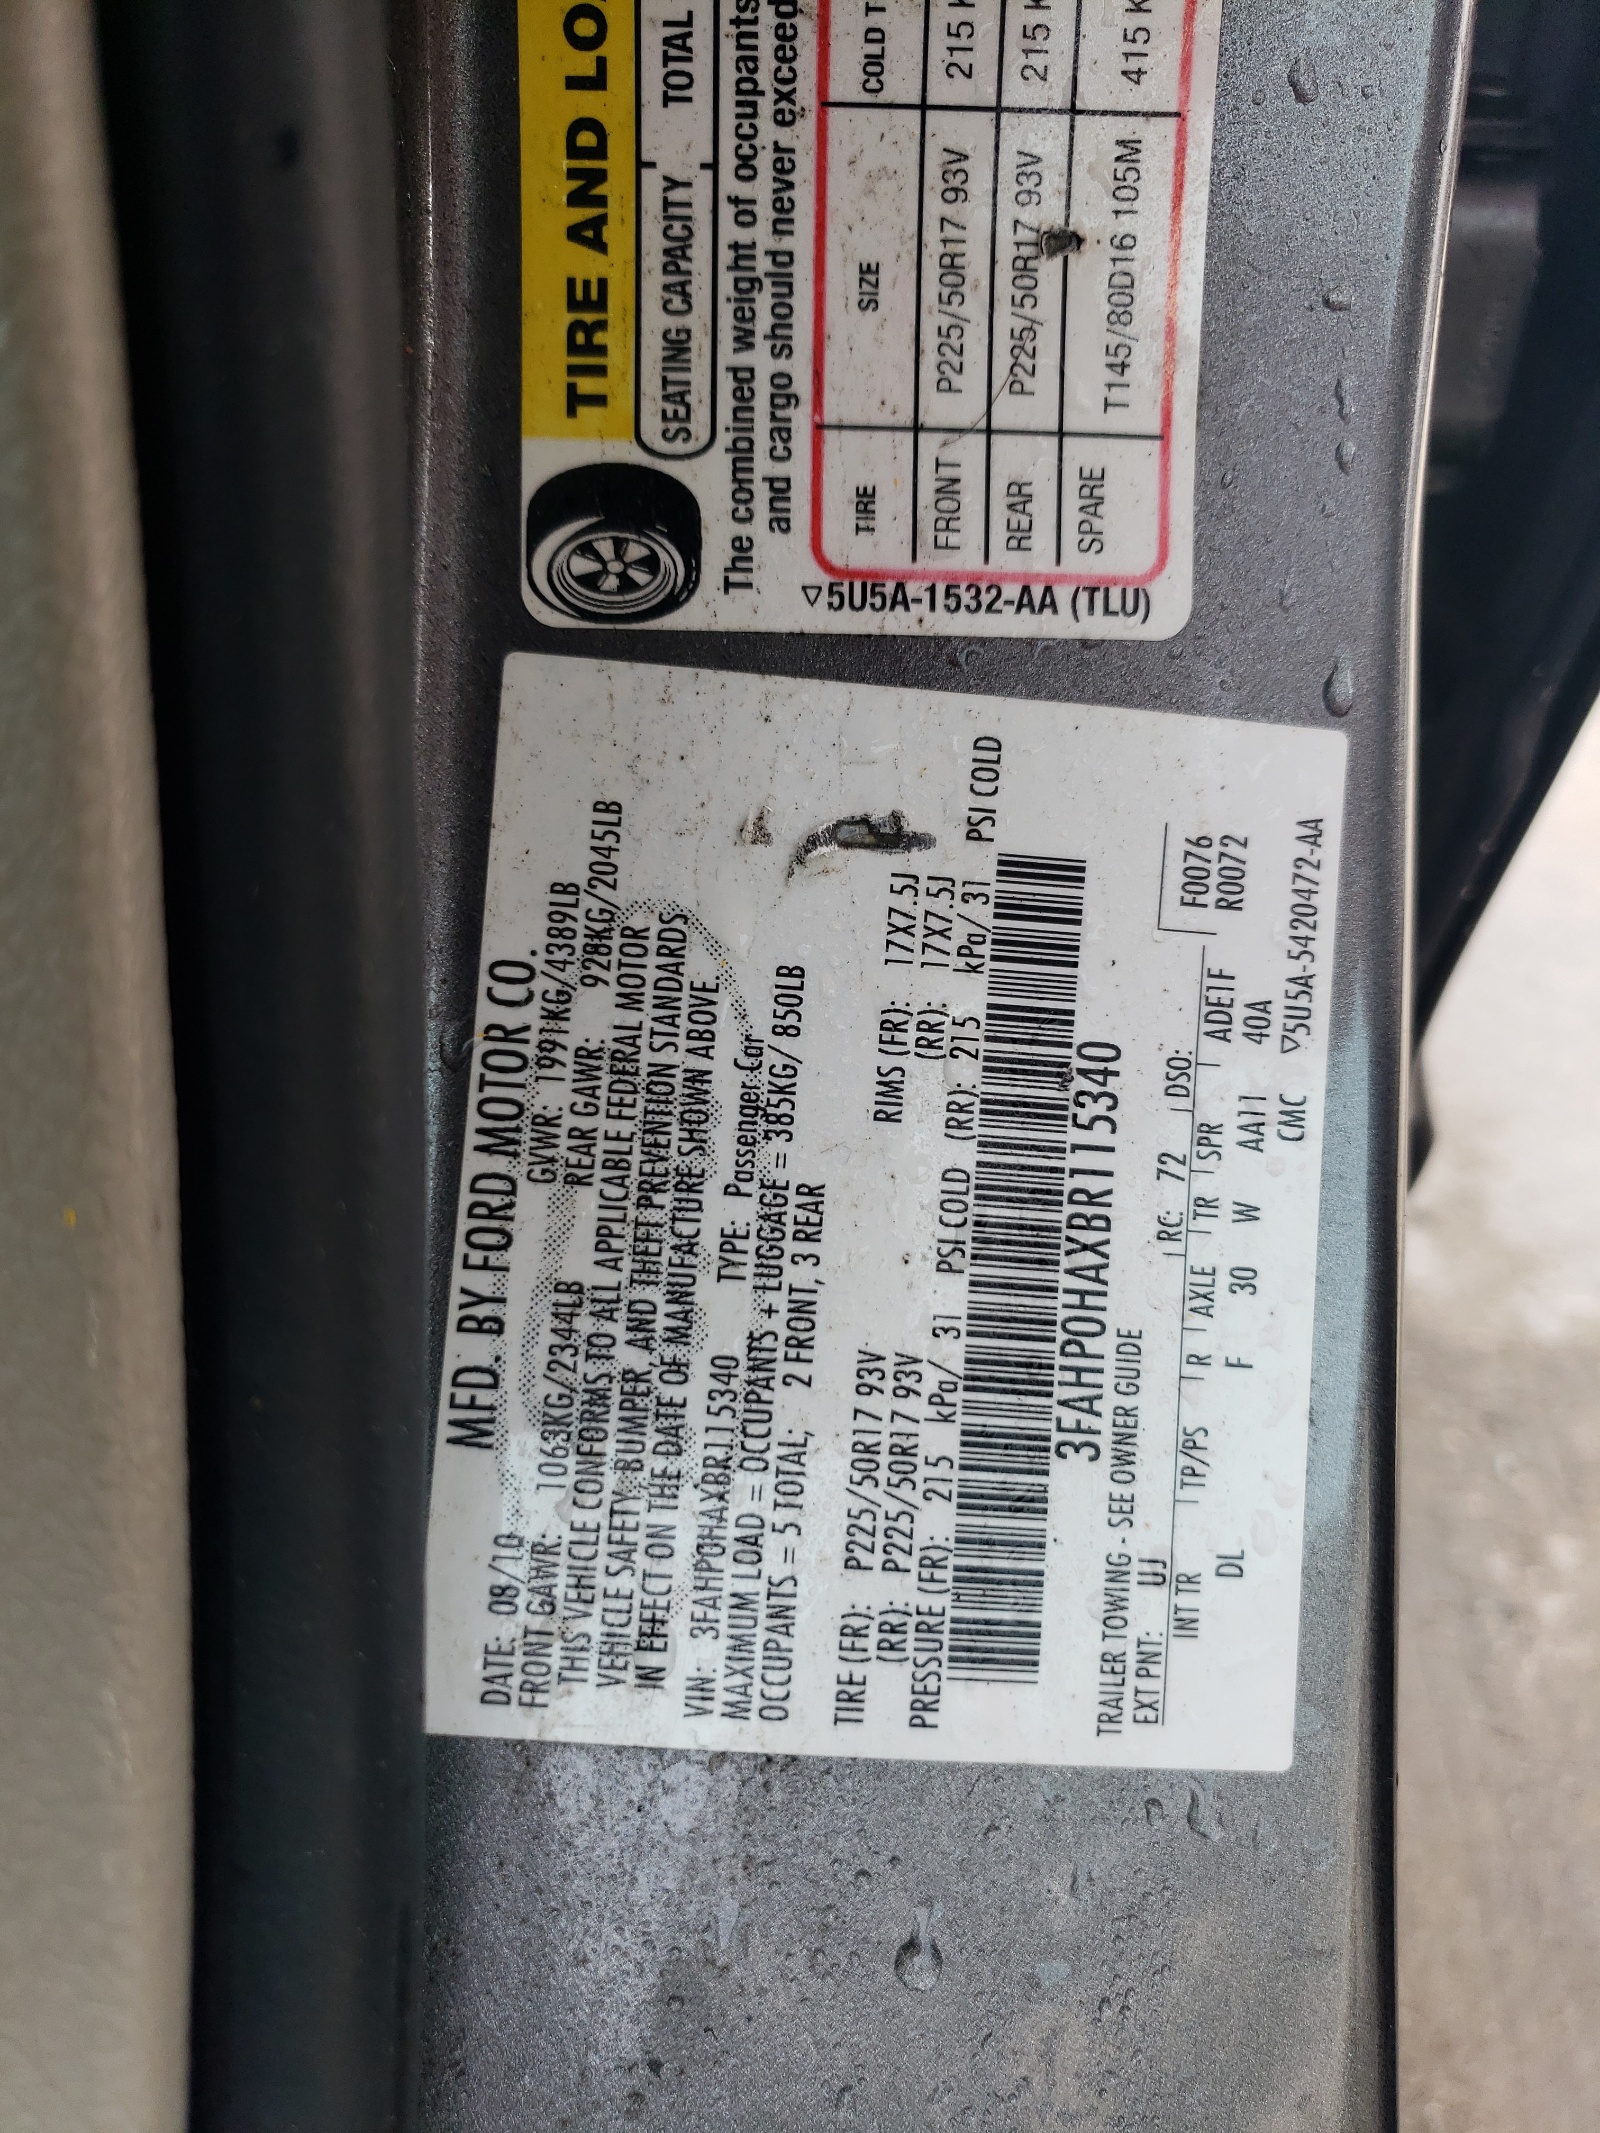 MFD. BY FORD MOTOR CO.
DATE: 08/10 GVWR: 1991KG/4389LB
FRONT GAWR: 1063KG/2344LB REAR GAWR: 928KG/2045LB
THIS VEHICLE CONFORMS TO ALL APPLICABLE FEDERAL MOTOR
VEHICLE SAFETY, BUMPER, AND THEFT PREVENTION STANDARDS
IN EFFECT ON THE DATE OF MANUFACTURE SHOWN ABOVE.
VIN: 3FAHP0HAXBR115340 TYPE: Passenger Car
MAXIMUM LOAD = OCCUPANTS + LUGGAGE = 385KG/ 850LB
OCCUPANTS = 5 TOTAL; 2 FRONT, 3 REAR
TIRE (FR): P225/50R17 93V RIMS (FR): 17X7.5J
(RR): P225/50R17 93V (RR): 17X7.5J
PRESSURE (FR): 215 kPa/ 31 PSI COLD (RR): 215 kPa/ 31 PSI COLD
3FAHP0HAXBR115340
TRAILER TOWING - SEE OWNER GUIDE
EXT PNT: UJ RC: 72 DSO: F0076
INT TR TP/PS R AXLE TR SPR ADE1F R0072
DL F 30 W AA11 40A
CMC ▽5U5A-5420472-AA
TIRE AND LOA
SEATING CAPACITY TOTAL
The combined weight of occupants
and cargo should never exceed
TIRE SIZE COLD T
FRONT P225/50R17 93V 215 K
REAR P225/50R17 93V 215 K
SPARE T145/80D16 105M 415 K
▽5U5A-1532-AA (TLU)